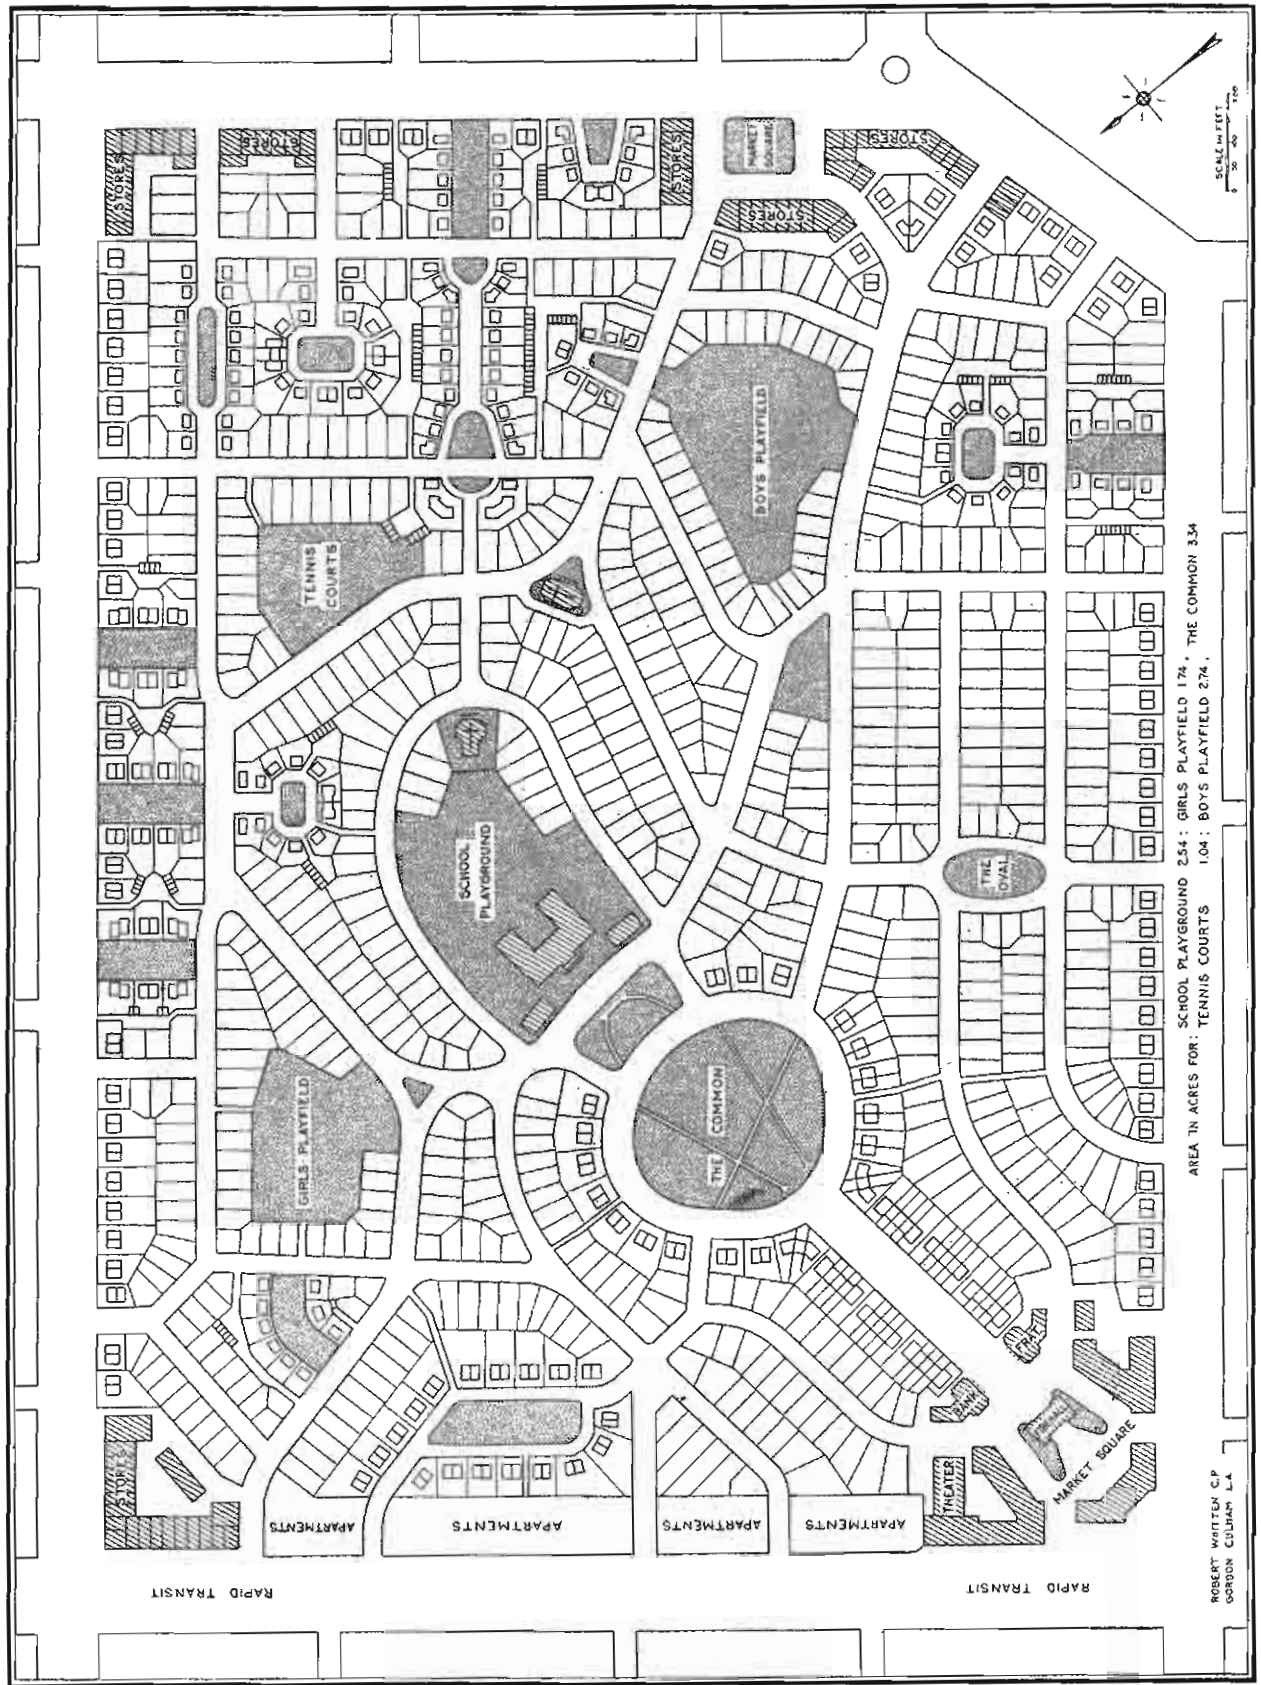 STORES
STORES
STORES
MARKET
SQUARE
STORES
STORES
SCALE IN FEET
BOYS PLAYFIELD
TENNIS
COURTS
SCHOOL
PLAYGROUND
THE
OVAL
GIRLS PLAYFIELD
THE COMMON
AREA IN ACRES FOR: SCHOOL PLAYGROUND 2.54: GIRLS PLAYFIELD 1.74, THE COMMON 3.34
TENNIS COURTS 1.04: BOYS PLAYFIELD 2.74,
STORES
BANK
THEATER
MARKET SQUARE
APARTMENTS
APARTMENTS
APARTMENTS
APARTMENTS
RAPID TRANSIT
RAPID TRANSIT
ROBERT WHITTEN C.P
GORDON CULHAM L.A